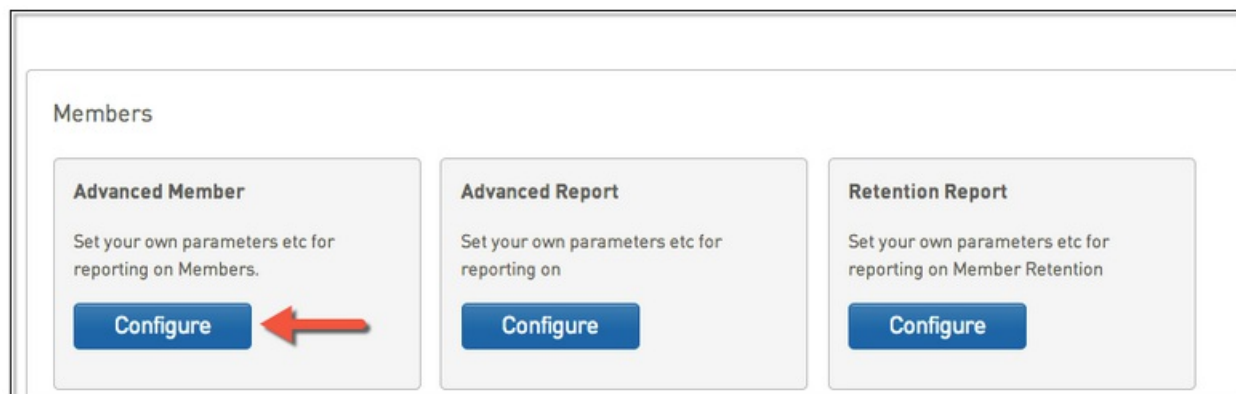 Members
Advanced Member
Set your own parameters etc for
reporting on Members.
Configure
Advanced Report
Set your own parameters etc for
reporting on
Configure
Retention Report
Set your own parameters etc for
reporting on Member Retention
Configure